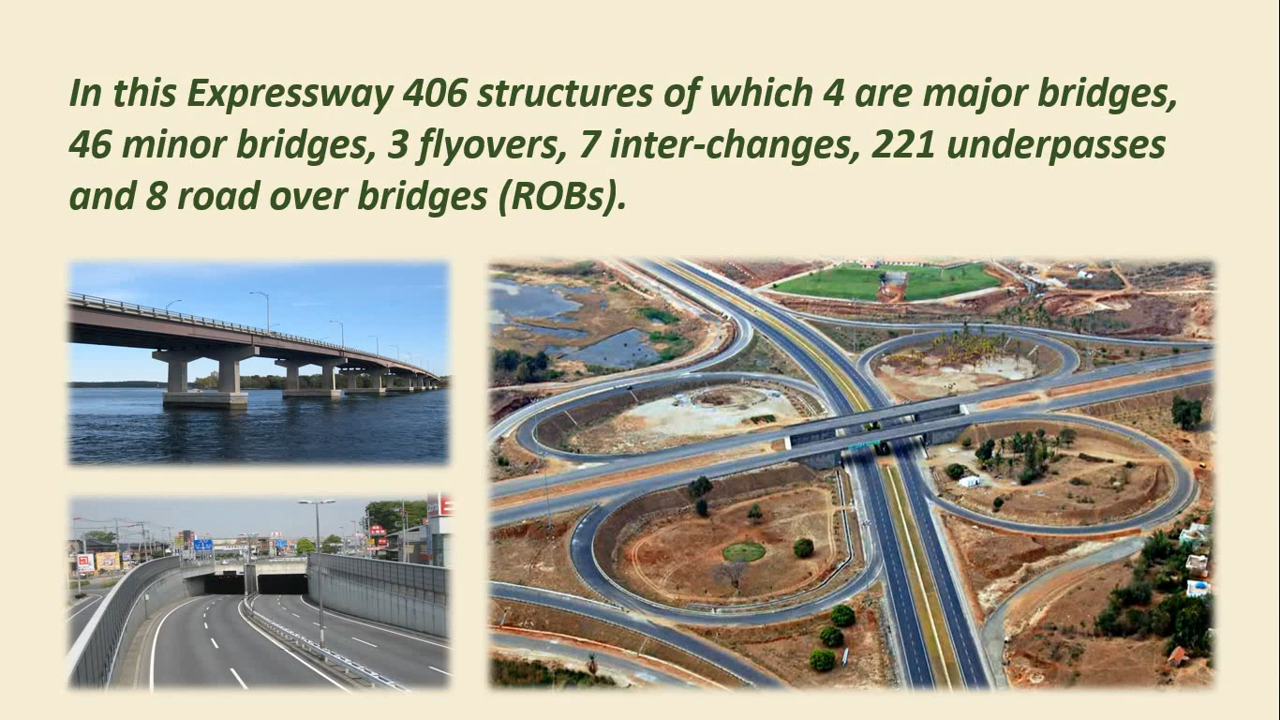 In this Expressway 406 structures of which 4 are major bridges,
46 minor bridges, 3 flyovers, 7 inter-changes, 221 underpasses
and 8 road over bridges (ROBs).